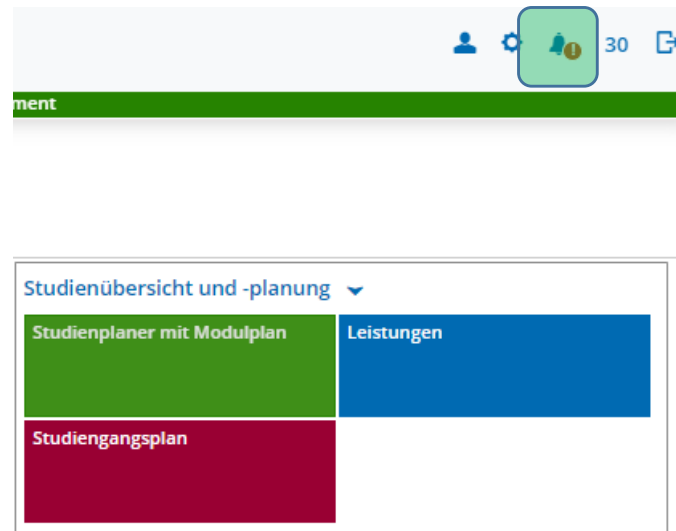 30
ment
Studienübersicht und -planung
Studienplaner mit Modulplan
Leistungen
Studiengangsplan